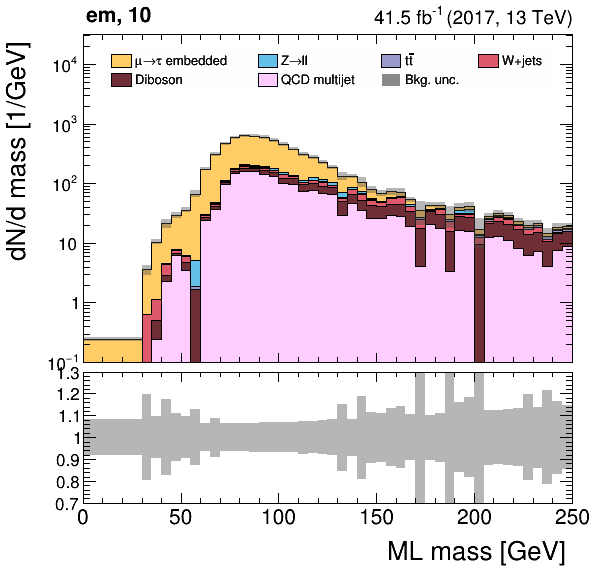 em, 10
41.5 fb⁻¹ (2017, 13 TeV)
μ→τ embedded
Z→ll
tt̄
W+jets
Diboson
QCD multijet
Bkg. unc.
dN/d mass [1/GeV]
10⁴
10³
10²
10
1
10⁻¹
1.3
1.2
1.1
1
0.9
0.8
0.7
0
50
100
150
200
250
ML mass [GeV]